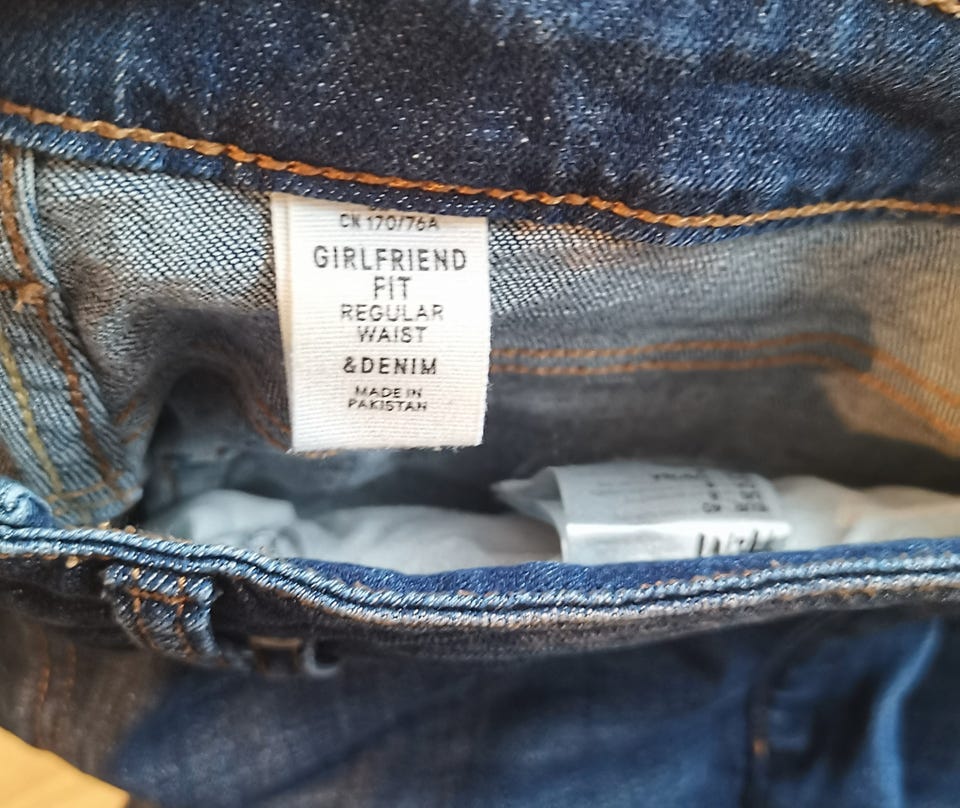 CN 170/76A
GIRLFRIEND
FIT
REGULAR
WAIST
&DENIM
MADE IN
PAKISTAN